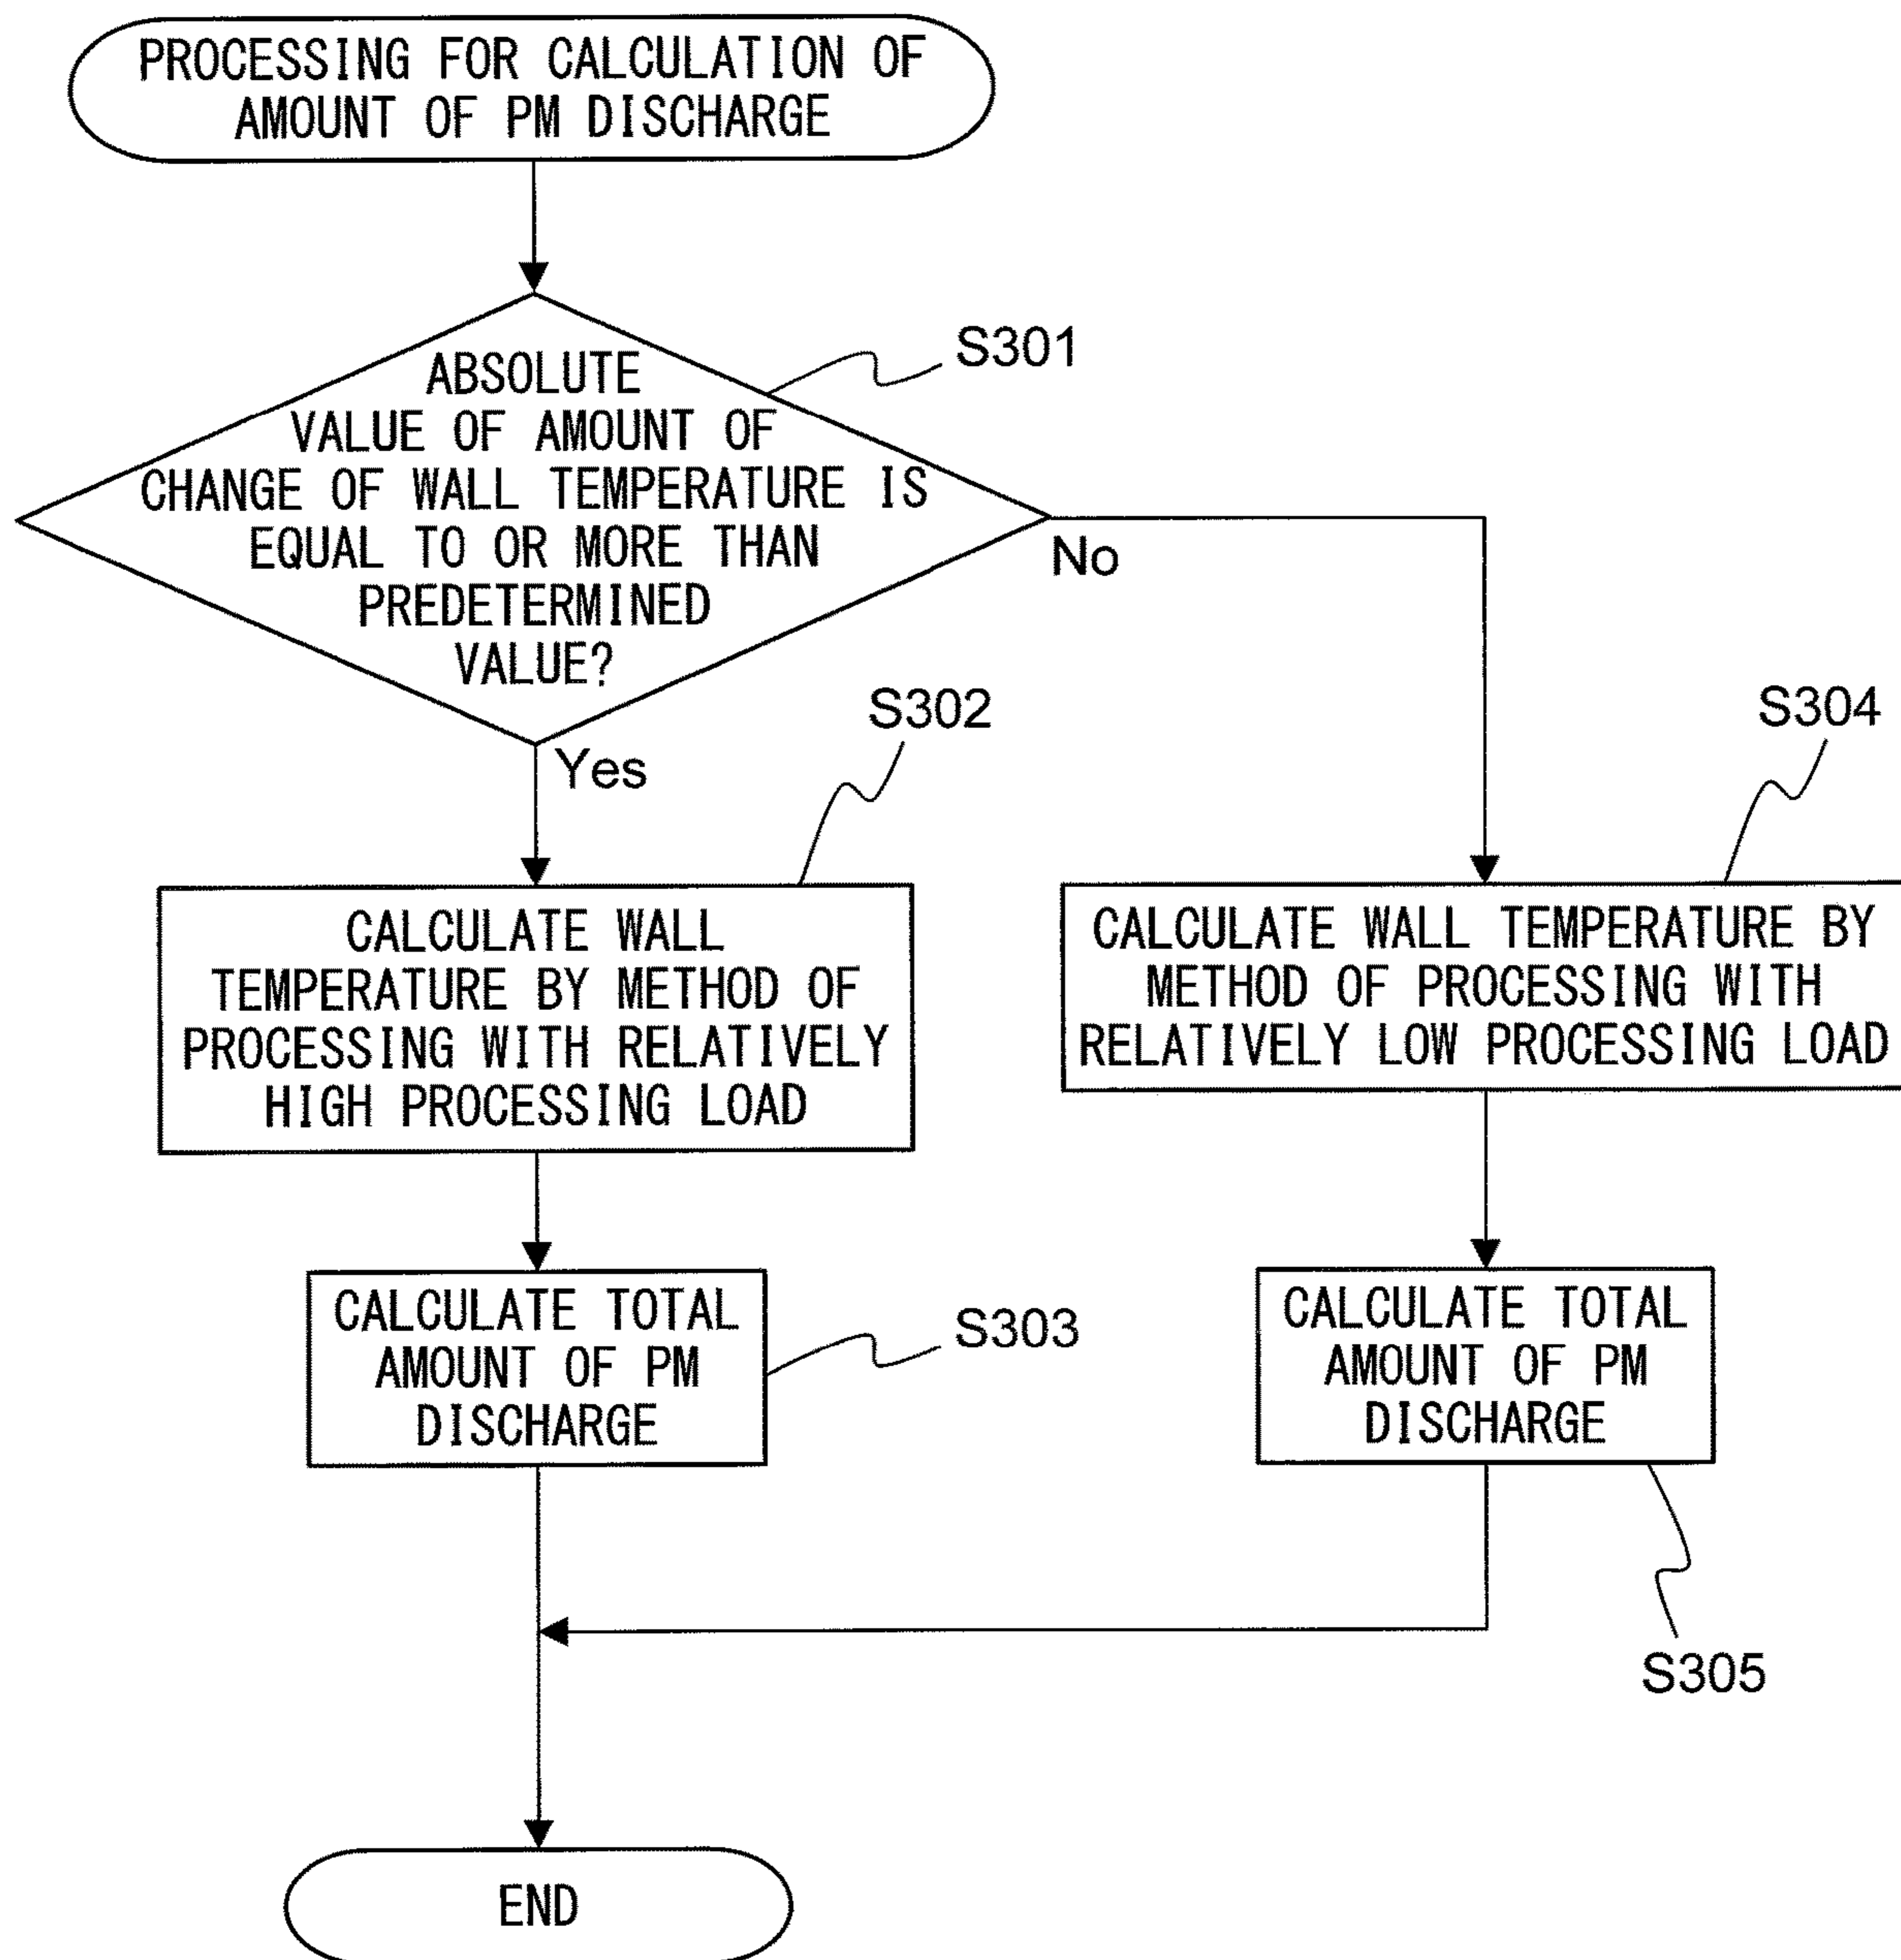 PROCESSING FOR CALCULATION OF
AMOUNT OF PM DISCHARGE
S301
ABSOLUTE
VALUE OF AMOUNT OF
CHANGE OF WALL TEMPERATURE IS
EQUAL TO OR MORE THAN
PREDETERMINED
VALUE?
No
Yes
S302
CALCULATE WALL
TEMPERATURE BY METHOD OF
PROCESSING WITH RELATIVELY
HIGH PROCESSING LOAD
S304
CALCULATE WALL TEMPERATURE BY
METHOD OF PROCESSING WITH
RELATIVELY LOW PROCESSING LOAD
CALCULATE TOTAL
AMOUNT OF PM
DISCHARGE
S303
CALCULATE TOTAL
AMOUNT OF PM
DISCHARGE
S305
END